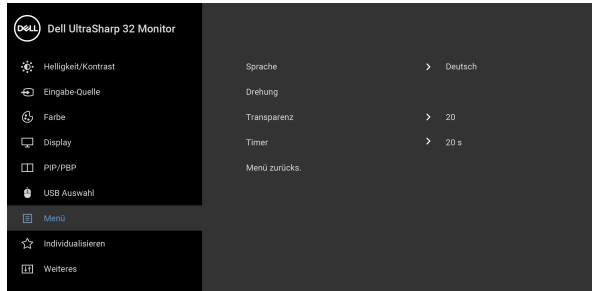 DELL Dell UltraSharp 32 Monitor
Helligkeit/Kontrast
Sprache Deutsch
Eingabe-Quelle
Drehung
Farbe
Transparenz 20
Display
Timer 20 s
PIP/PBP
Menü zurücks.
USB Auswahl
Menü
Individualisieren
Weiteres